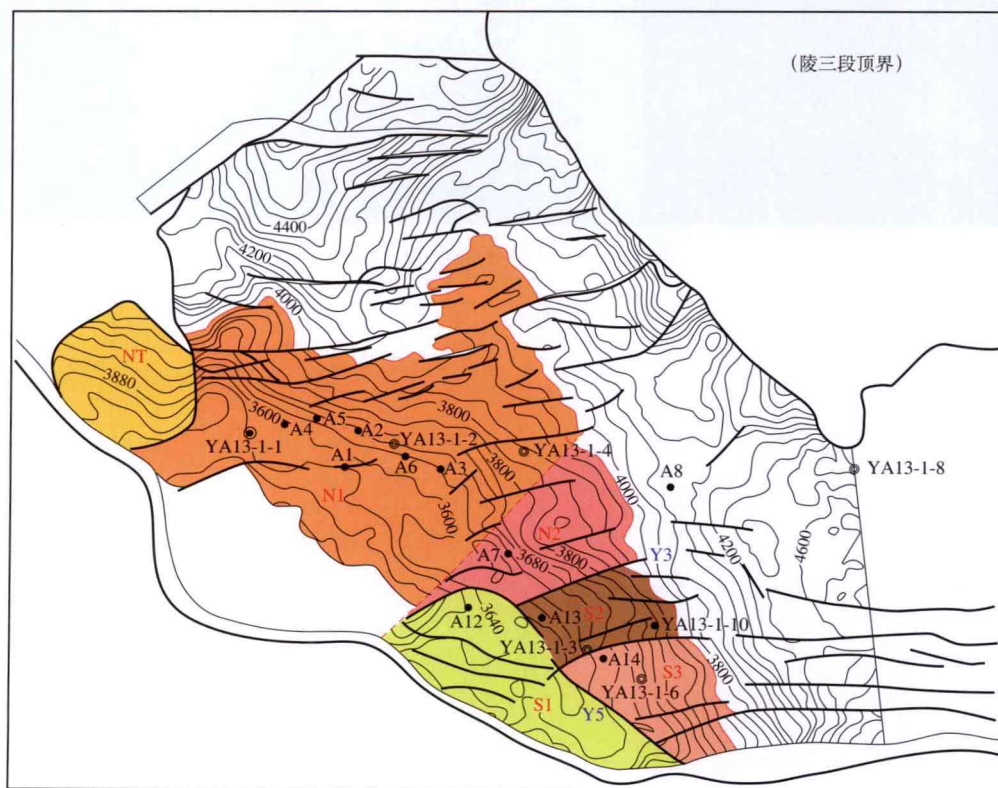 (陵三段顶界)
4400
4200
4000
NT
3880
3600
3800
A5
A4
A2
YA13-1-1
YA13-1-2
YA13-1-4
A1
A6
A3
3800
YA13-1-8
A8
4000
N1
3600
4600
N2
4200
A7
3680
3800
Y3
3640
A12
A13
S2
YA13-1-10
YA13-1-3
A14
3800
S3
YA13-1-6
S1
Y5